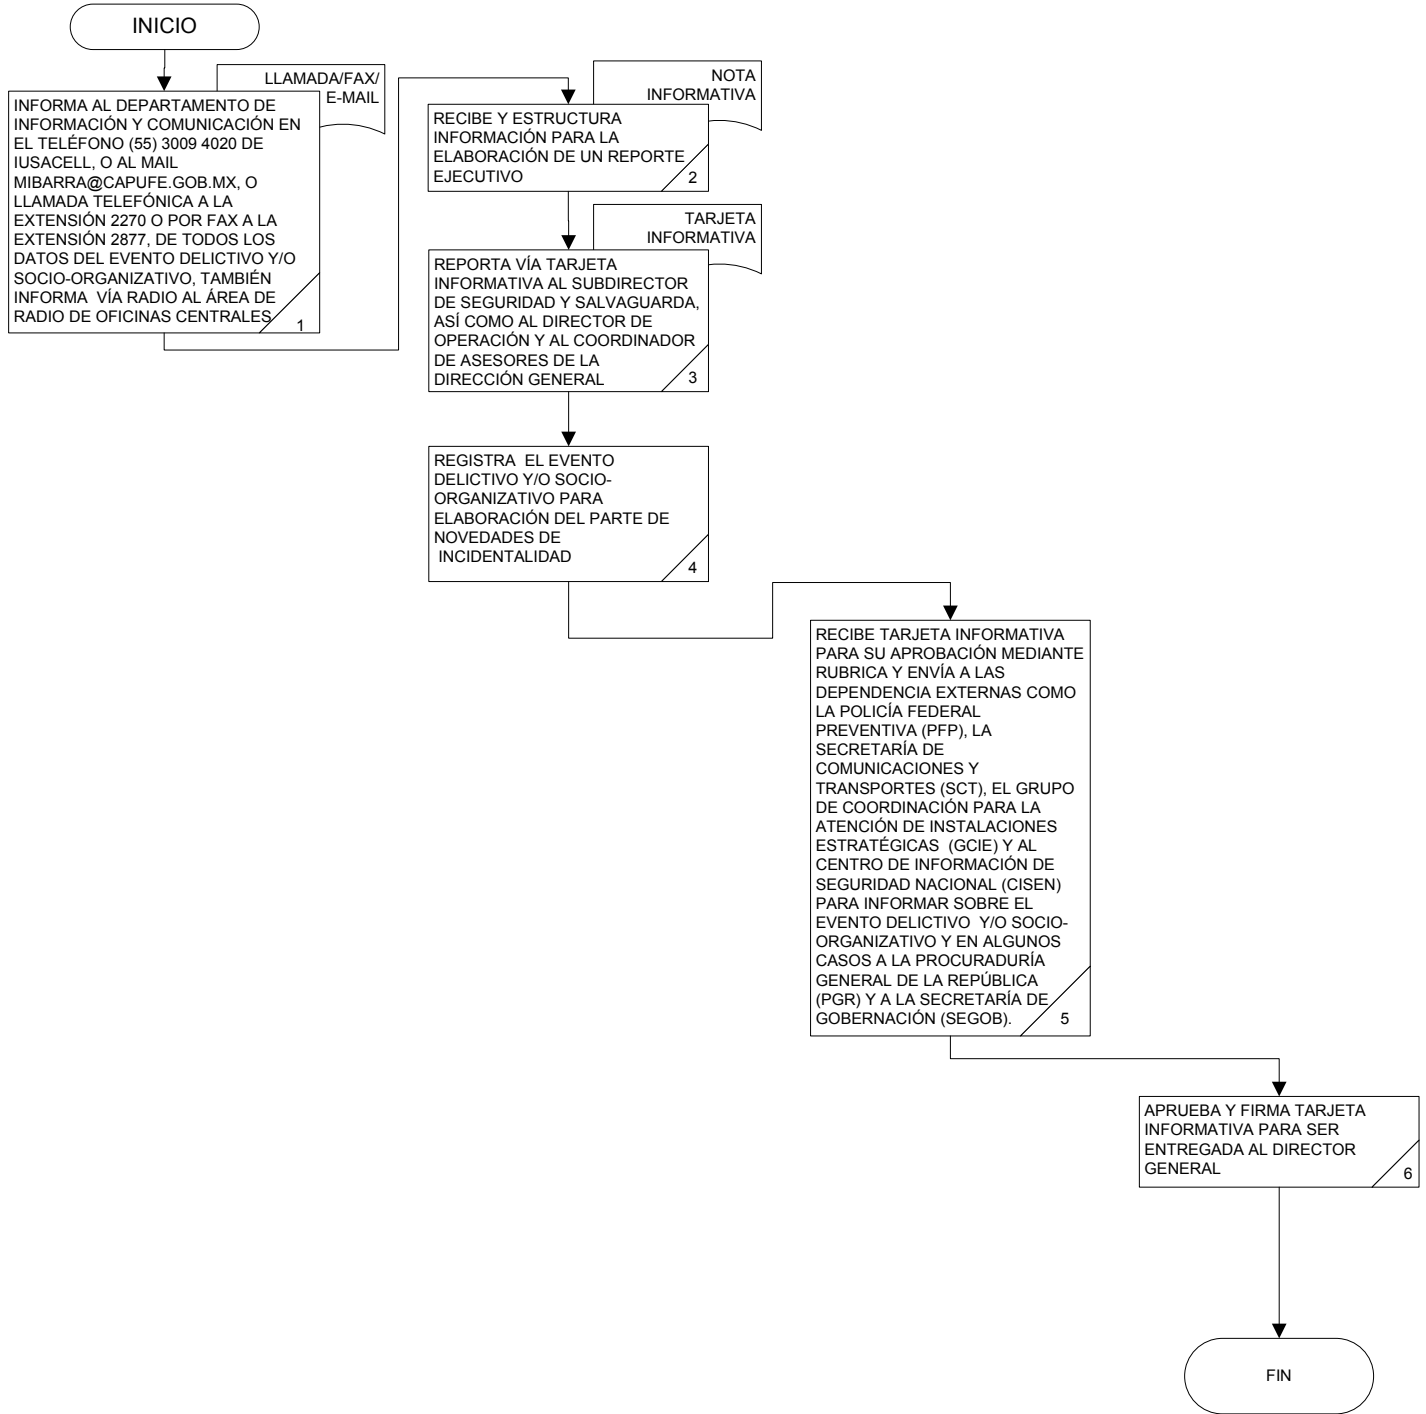 INICIO
LLAMADA/FAX/
E-MAIL
INFORMA AL DEPARTAMENTO DE
INFORMACIÓN Y COMUNICACIÓN EN
EL TELÉFONO (55) 3009 4020 DE
IUSACELL, O AL MAIL
MIBARRA@CAPUFE.GOB.MX, O
LLAMADA TELEFÓNICA A LA
EXTENSIÓN 2270 O POR FAX A LA
EXTENSIÓN 2877, DE TODOS LOS
DATOS DEL EVENTO DELICTIVO Y/O
SOCIO-ORGANIZATIVO, TAMBIÉN
INFORMA VÍA RADIO AL ÁREA DE
RADIO DE OFICINAS CENTRALES
1
NOTA
INFORMATIVA
RECIBE Y ESTRUCTURA
INFORMACIÓN PARA LA
ELABORACIÓN DE UN REPORTE
EJECUTIVO
2
TARJETA
INFORMATIVA
REPORTA VÍA TARJETA
INFORMATIVA AL SUBDIRECTOR
DE SEGURIDAD Y SALVAGUARDA,
ASÍ COMO AL DIRECTOR DE
OPERACIÓN Y AL COORDINADOR
DE ASESORES DE LA
DIRECCIÓN GENERAL
3
REGISTRA EL EVENTO
DELICTIVO Y/O SOCIO-
ORGANIZATIVO PARA
ELABORACIÓN DEL PARTE DE
NOVEDADES DE
INCIDENTALIDAD
4
RECIBE TARJETA INFORMATIVA
PARA SU APROBACIÓN MEDIANTE
RUBRICA Y ENVÍA A LAS
DEPENDENCIA EXTERNAS COMO
LA POLICÍA FEDERAL
PREVENTIVA (PFP), LA
SECRETARÍA DE
COMUNICACIONES Y
TRANSPORTES (SCT), EL GRUPO
DE COORDINACIÓN PARA LA
ATENCIÓN DE INSTALACIONES
ESTRATÉGICAS (GCIE) Y AL
CENTRO DE INFORMACIÓN DE
SEGURIDAD NACIONAL (CISEN)
PARA INFORMAR SOBRE EL
EVENTO DELICTIVO Y/O SOCIO-
ORGANIZATIVO Y EN ALGUNOS
CASOS A LA PROCURADURÍA
GENERAL DE LA REPÚBLICA
(PGR) Y A LA SECRETARÍA DE
GOBERNACIÓN (SEGOB).
5
APRUEBA Y FIRMA TARJETA
INFORMATIVA PARA SER
ENTREGADA AL DIRECTOR
GENERAL
6
FIN